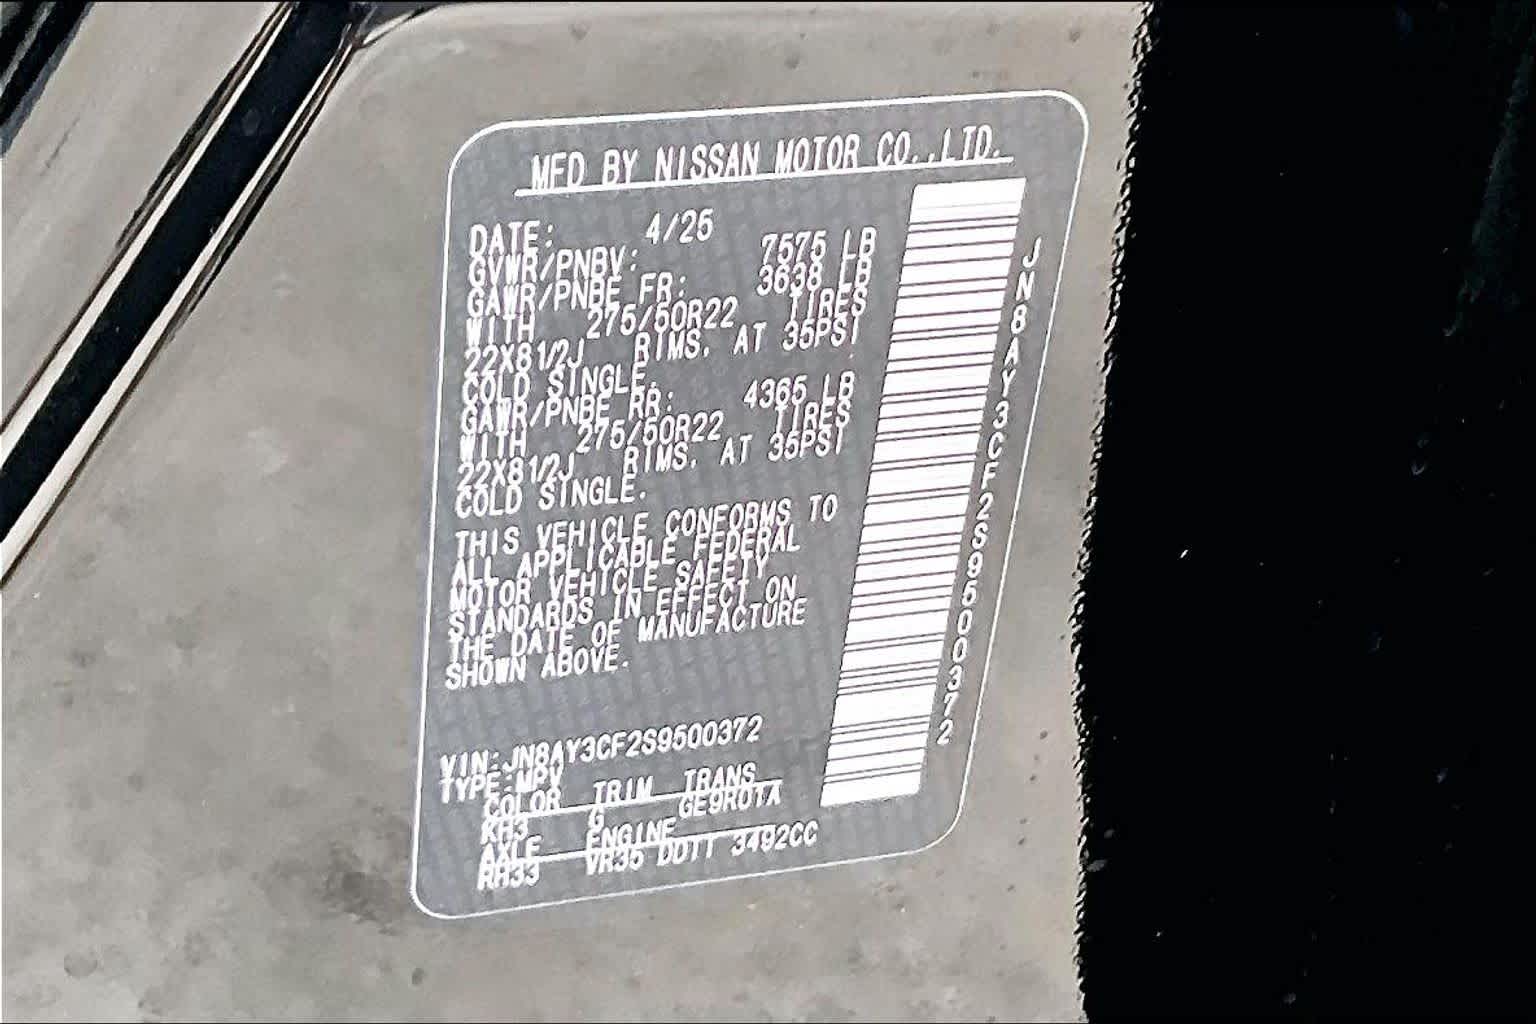 MFD BY NISSAN MOTOR CO.,LTD.
DATE: 4/25
GVWR/PNBV: 7575 LB
GAWR/PNBE FR: 3638 LB
WITH 275/50R22 TIRES
22X81/2J RIMS, AT 35PSI
COLD SINGLE.
GAWR/PNBE RR: 4365 LB
WITH 275/50R22 TIRES
22X81/2J RIMS, AT 35PSI
COLD SINGLE.
THIS VEHICLE CONFORMS TO
ALL APPLICABLE FEDERAL
MOTOR VEHICLE SAFETY
STANDARDS IN EFFECT ON
THE DATE OF MANUFACTURE
SHOWN ABOVE.
VIN:JN8AY3CF2S9500372
TYPE:MPV
COLOR TRIM TRANS
KH3 G GE9R01A
AXLE ENGINE
RH33 VR35 DDTT 3492CC
JN8AY3CF2S9500372